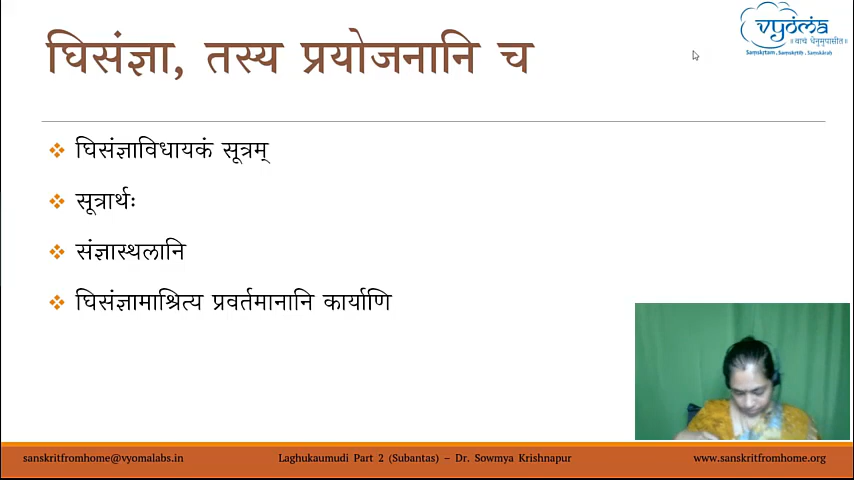 घिसंज्ञा, तस्य प्रयोजनानि च
vyoma
॥ वाचं धेनुमुपासीत ॥
Samskrtam . Samskrtih . Samskarah
घिसंज्ञाविधायकं सूत्रम्
सूत्रार्थः
संज्ञास्थलानि
घिसंज्ञामाश्रित्य प्रवर्तमानानि कार्याणि
sanskritfromhome@vyomalabs.in
Laghukaumudi Part 2 (Subantas) – Dr. Sowmya Krishnapur
www.sanskritfromhome.org